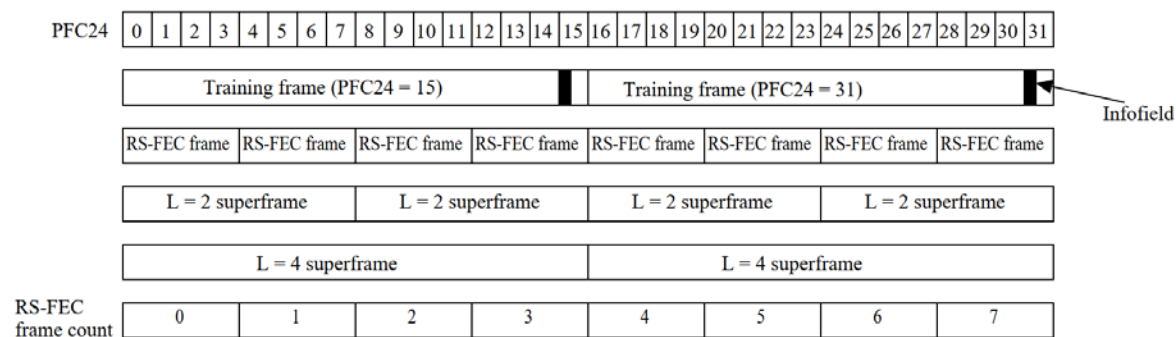 PFC24 0 1 2 3 4 5 6 7 8 9 10 11 12 13 14 15 16 17 18 19 20 21 22 23 24 25 26 27 28 29 30 31
Training frame (PFC24 = 15) Training frame (PFC24 = 31)
Infofield
RS-FEC frame RS-FEC frame RS-FEC frame RS-FEC frame RS-FEC frame RS-FEC frame RS-FEC frame RS-FEC frame
L = 2 superframe L = 2 superframe L = 2 superframe L = 2 superframe
L = 4 superframe L = 4 superframe
RS-FEC
frame count 0 1 2 3 4 5 6 7